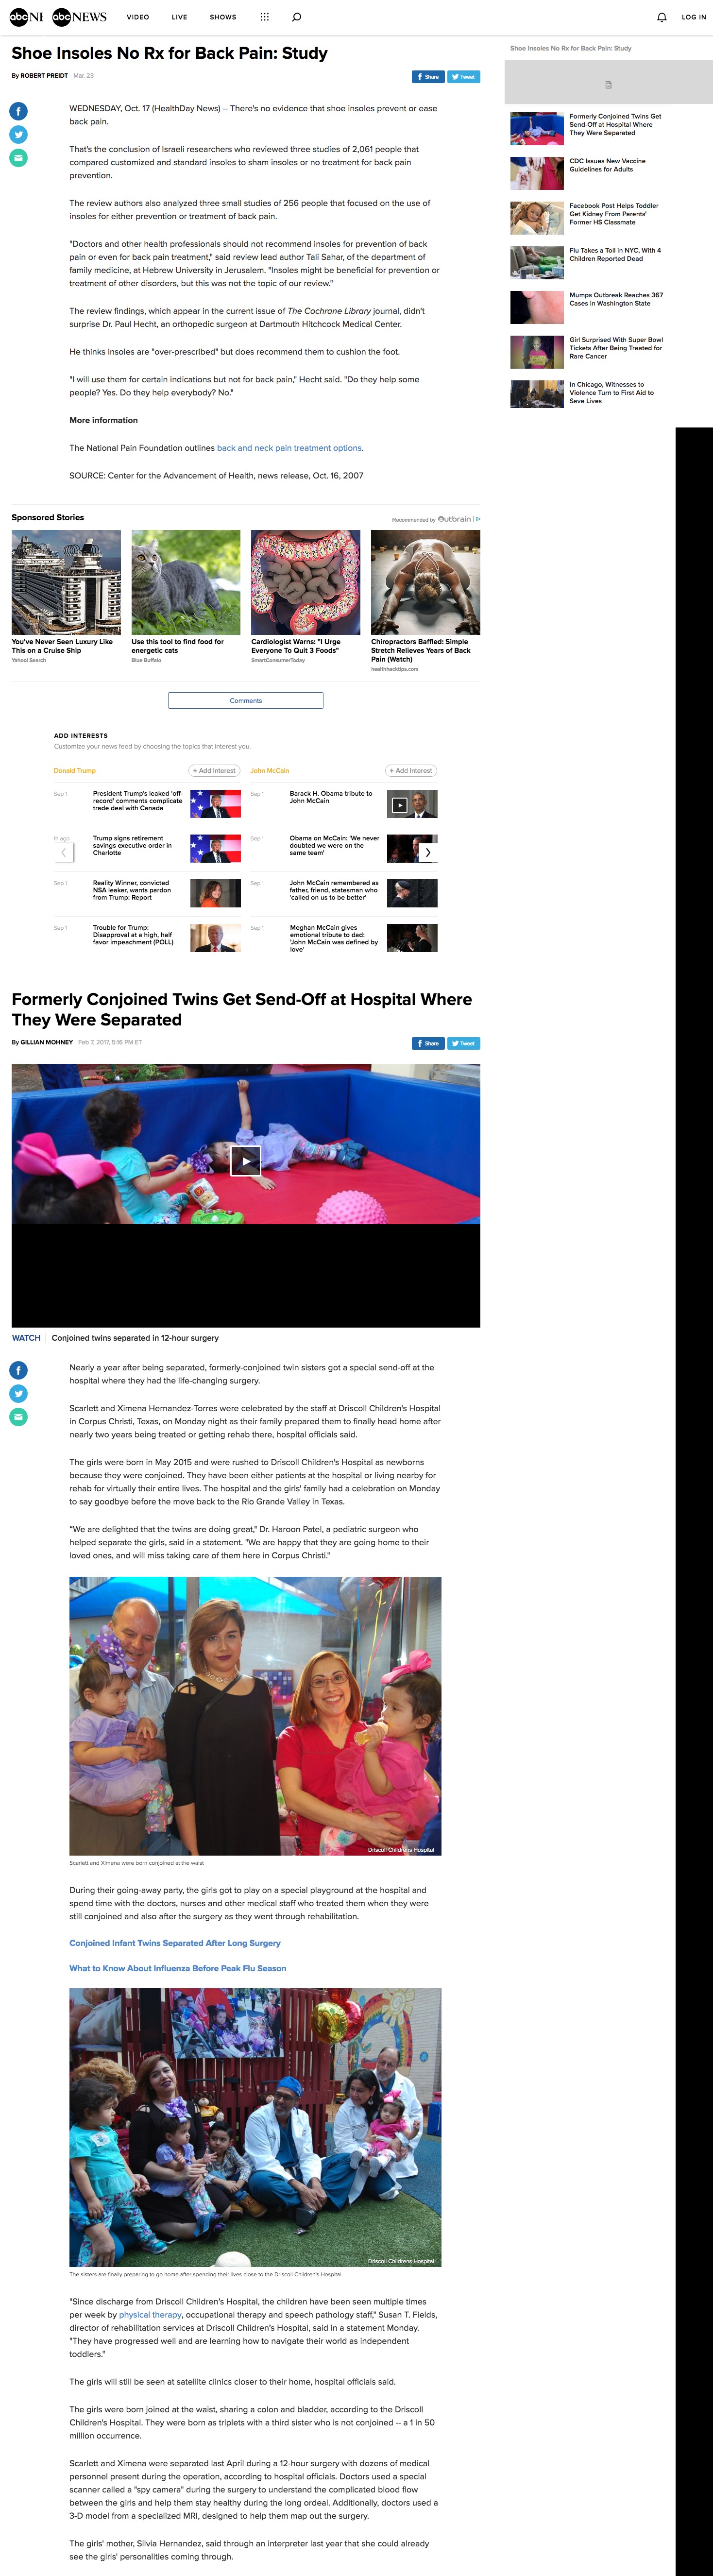 abc NE abc NEWS VIDEO LIVE SHOWS LOG IN
Shoe Insoles No Rx for Back Pain: Study
By ROBERT PREIDT Mar, 23
Share Tweet
WEDNESDAY, Oct. 17 (HealthDay News) -- There's no evidence that shoe insoles prevent or ease
back pain.
That's the conclusion of Israeli researchers who reviewed three studies of 2,061 people that
compared customized and standard insoles to sham insoles or no treatment for back pain
prevention.
The review authors also analyzed three small studies of 256 people that focused on the use of
insoles for either prevention or treatment of back pain.
"Doctors and other health professionals should not recommend insoles for prevention of back
pain or even for back pain treatment," said review lead author Tali Sahar, of the department of
family medicine, at Hebrew University in Jerusalem. "Insoles might be beneficial for prevention or
treatment of other disorders, but this was not the topic of our review."
The review findings, which appear in the current issue of The Cochrane Library journal, didn't
surprise Dr. Paul Hecht, an orthopedic surgeon at Dartmouth Hitchcock Medical Center.
He thinks insoles are "over-prescribed" but does recommend them to cushion the foot.
"I will use them for certain indications but not for back pain," Hecht said. "Do they help some
people? Yes. Do they help everybody? No."
More information
The National Pain Foundation outlines back and neck pain treatment options.
SOURCE: Center for the Advancement of Health, news release, Oct. 16, 2007
Shoe Insoles No Rx for Back Pain: Study
Formerly Conjoined Twins Get
Send-Off at Hospital Where
They Were Separated
CDC Issues New Vaccine
Guidelines for Adults
Facebook Post Helps Toddler
Get Kidney From Parents'
Former HS Classmate
Flu Takes a Toll in NYC, With 4
Children Reported Dead
Mumps Outbreak Reaches 367
Cases in Washington State
Girl Surprised With Super Bowl
Tickets After Being Treated for
Rare Cancer
In Chicago, Witnesses to
Violence Turn to First Aid to
Save Lives
Sponsored Stories
Recommended by Outbrain
You've Never Seen Luxury Like
This on a Cruise Ship
Yahoo! Search
Use this tool to find food for
energetic cats
Blue Buffalo
Cardiologist Warns: "I Urge
Everyone To Quit 3 Foods"
SmartConsumerToday
Chiropractors Baffled: Simple
Stretch Relieves Years of Back
Pain (Watch)
healthhacktips.com
Comments
ADD INTERESTS
Customize your news feed by choosing the topics that interest you.
Donald Trump + Add Interest
Sep 1
President Trump's leaked 'off-
record' comments complicate
trade deal with Canada
1h ago
Trump signs retirement
savings executive order in
Charlotte
Sep 1
Reality Winner, convicted
NSA leaker, wants pardon
from Trump: Report
Sep 1
Trouble for Trump:
Disapproval at a high, half
favor impeachment (POLL)
John McCain + Add Interest
Sep 1
Barack H. Obama tribute to
John McCain
Sep 1
Obama on McCain: 'We never
doubted we were on the
same team'
Sep 1
John McCain remembered as
father, friend, statesman who
'called on us to be better'
Sep 1
Meghan McCain gives
emotional tribute to dad:
'John McCain was defined by
love'
Formerly Conjoined Twins Get Send-Off at Hospital Where
They Were Separated
By GILLIAN MOHNEY Feb 7, 2017, 5:16 PM ET
Share Tweet
WATCH | Conjoined twins separated in 12-hour surgery
Nearly a year after being separated, formerly-conjoined twin sisters got a special send-off at the
hospital where they had the life-changing surgery.
Scarlett and Ximena Hernandez-Torres were celebrated by the staff at Driscoll Children's Hospital
in Corpus Christi, Texas, on Monday night as their family prepared them to finally head home after
nearly two years being treated or getting rehab there, hospital officials said.
The girls were born in May 2015 and were rushed to Driscoll Children's Hospital as newborns
because they were conjoined. They have been either patients at the hospital or living nearby for
rehab for virtually their entire lives. The hospital and the girls' family had a celebration on Monday
to say goodbye before the move back to the Rio Grande Valley in Texas.
"We are delighted that the twins are doing great," Dr. Haroon Patel, a pediatric surgeon who
helped separate the girls, said in a statement. "We are happy that they are going home to their
loved ones, and will miss taking care of them here in Corpus Christi."
Driscoll Childrens Hospital
Scarlett and Ximena were born conjoined at the waist
During their going-away party, the girls got to play on a special playground at the hospital and
spend time with the doctors, nurses and other medical staff who treated them when they were
still conjoined and also after the surgery as they went through rehabilitation.
Conjoined Infant Twins Separated After Long Surgery
What to Know About Influenza Before Peak Flu Season
Driscoll Childrens Hospital
The sisters are finally preparing to go home after spending their lives close to the Driscoll Children's Hospital.
"Since discharge from Driscoll Children's Hospital, the children have been seen multiple times
per week by physical therapy, occupational therapy and speech pathology staff," Susan T. Fields,
director of rehabilitation services at Driscoll Children's Hospital, said in a statement Monday.
"They have progressed well and are learning how to navigate their world as independent
toddlers."
The girls will still be seen at satellite clinics closer to their home, hospital officials said.
The girls were born joined at the waist, sharing a colon and bladder, according to the Driscoll
Children's Hospital. They were born as triplets with a third sister who is not conjoined -- a 1 in 50
million occurrence.
Scarlett and Ximena were separated last April during a 12-hour surgery with dozens of medical
personnel present during the operation, according to hospital officials. Doctors used a special
scanner called a "spy camera" during the surgery to understand the complicated blood flow
between the girls and help them stay healthy during the long ordeal. Additionally, doctors used a
3-D model from a specialized MRI, designed to help them map out the surgery.
The girls' mother, Silvia Hernandez, said through an interpreter last year that she could already
see the girls' personalities coming through.